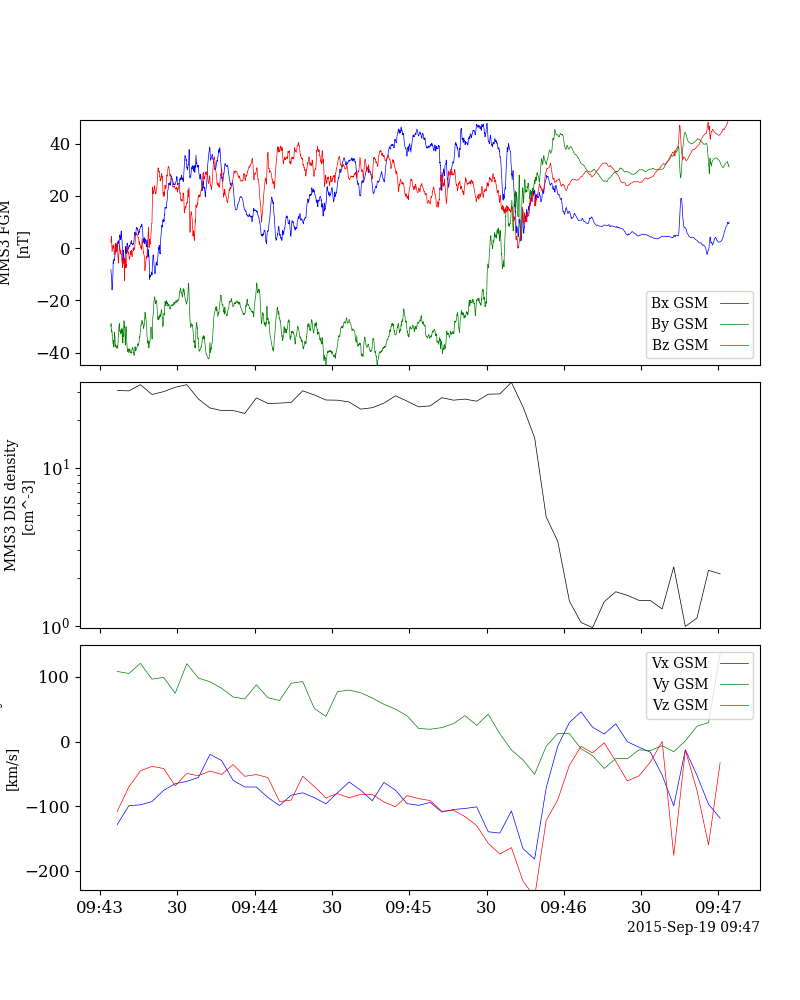 MMS3 FGM
[nT]
40
20
0
−20
−40
Bx GSM
By GSM
Bz GSM
MMS3 DIS density
[cm^-3]
10^1
10^0
[km/s]
100
0
−100
−200
Vx GSM
Vy GSM
Vz GSM
09:43 30 09:44 30 09:45 30 09:46 30 09:47
2015-Sep-19 09:47